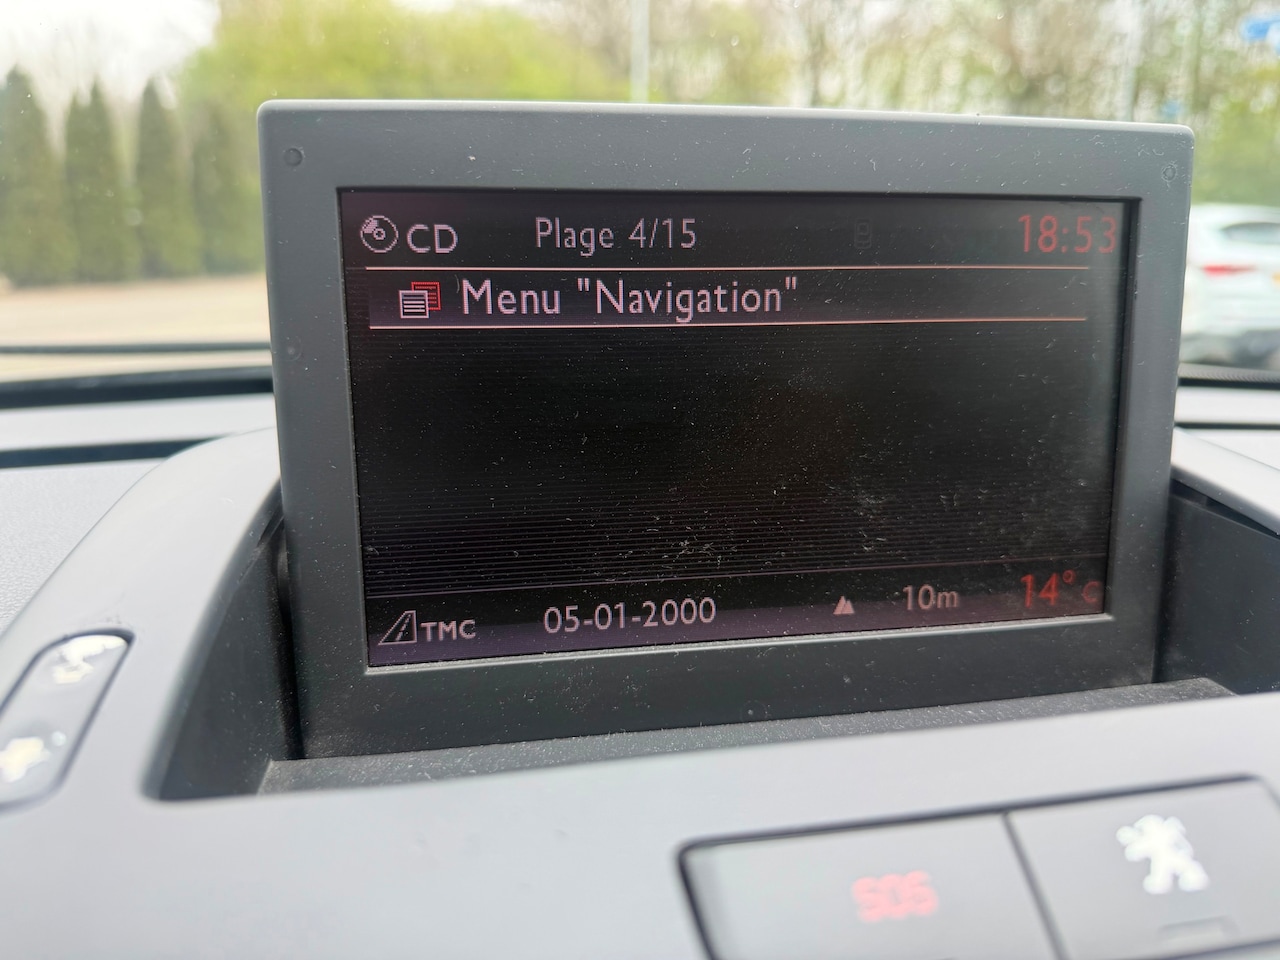 CD Plage 4/15 18:53
Menu "Navigation"
TMC 05-01-2000 10m 14° C
SOS